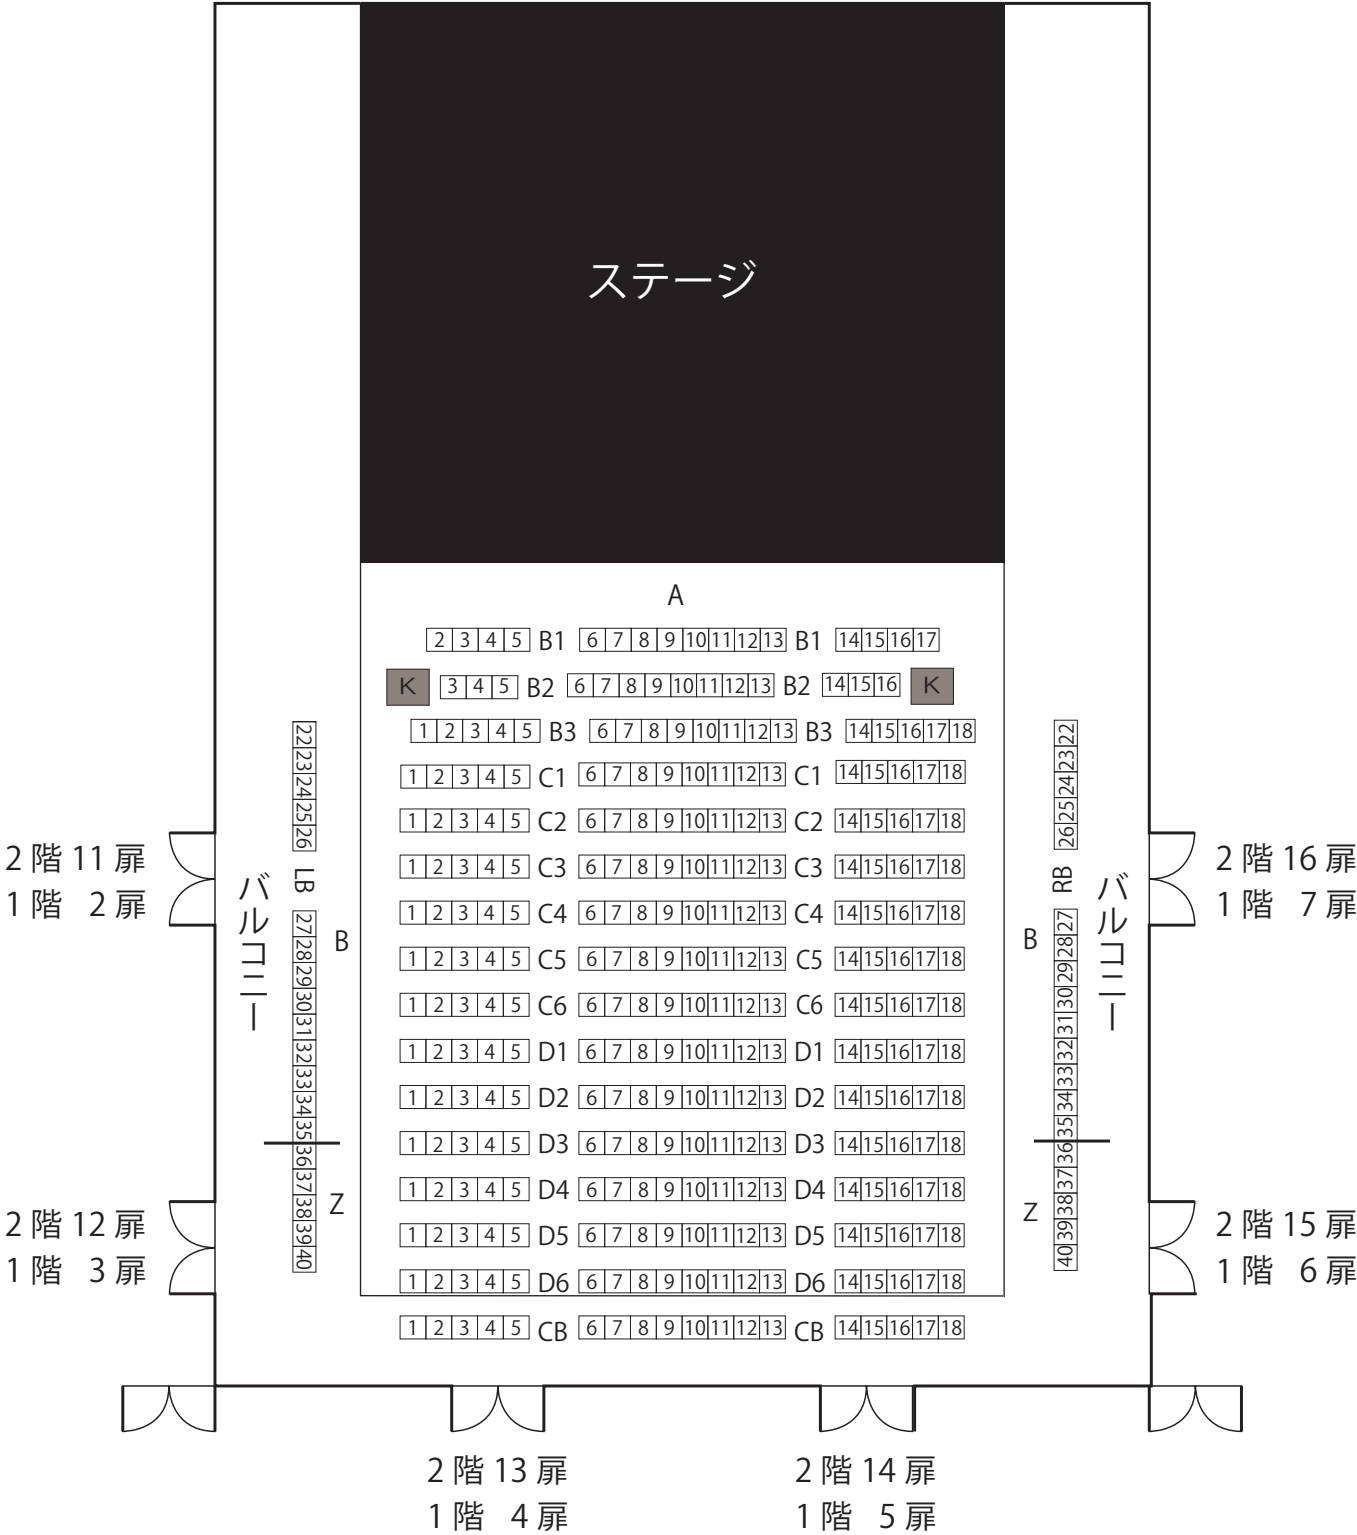 ステージ
A
2 3 4 5 B1 6 7 8 9 10 11 12 13 B1 14 15 16 17
K 3 4 5 B2 6 7 8 9 10 11 12 13 B2 14 15 16 K
1 2 3 4 5 B3 6 7 8 9 10 11 12 13 B3 14 15 16 17 18
1 2 3 4 5 C1 6 7 8 9 10 11 12 13 C1 14 15 16 17 18
1 2 3 4 5 C2 6 7 8 9 10 11 12 13 C2 14 15 16 17 18
1 2 3 4 5 C3 6 7 8 9 10 11 12 13 C3 14 15 16 17 18
1 2 3 4 5 C4 6 7 8 9 10 11 12 13 C4 14 15 16 17 18
1 2 3 4 5 C5 6 7 8 9 10 11 12 13 C5 14 15 16 17 18
1 2 3 4 5 C6 6 7 8 9 10 11 12 13 C6 14 15 16 17 18
1 2 3 4 5 D1 6 7 8 9 10 11 12 13 D1 14 15 16 17 18
1 2 3 4 5 D2 6 7 8 9 10 11 12 13 D2 14 15 16 17 18
1 2 3 4 5 D3 6 7 8 9 10 11 12 13 D3 14 15 16 17 18
1 2 3 4 5 D4 6 7 8 9 10 11 12 13 D4 14 15 16 17 18
1 2 3 4 5 D5 6 7 8 9 10 11 12 13 D5 14 15 16 17 18
1 2 3 4 5 D6 6 7 8 9 10 11 12 13 D6 14 15 16 17 18
1 2 3 4 5 CB 6 7 8 9 10 11 12 13 CB 14 15 16 17 18
22 23 24 25 26 LB 27 28 29 30 31 32 33 34 35 36 37 38 39 40
バルコニー
B
Z
22 23 24 25 26 RB 27 28 29 30 31 32 33 34 35 36 37 38 39 40
バルコニー
B
Z
2 階 11 扉
1 階 2 扉
2 階 12 扉
1 階 3 扉
2 階 16 扉
1 階 7 扉
2 階 15 扉
1 階 6 扉
2 階 13 扉
1 階 4 扉
2 階 14 扉
1 階 5 扉